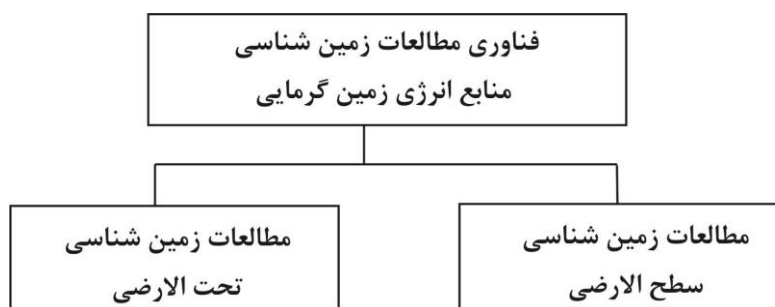 فناوری مطالعات زمین شناسی
منابع انرژی زمین گرمایی
مطالعات زمین شناسی
سطح الارضی
مطالعات زمین شناسی
تحت الارضی